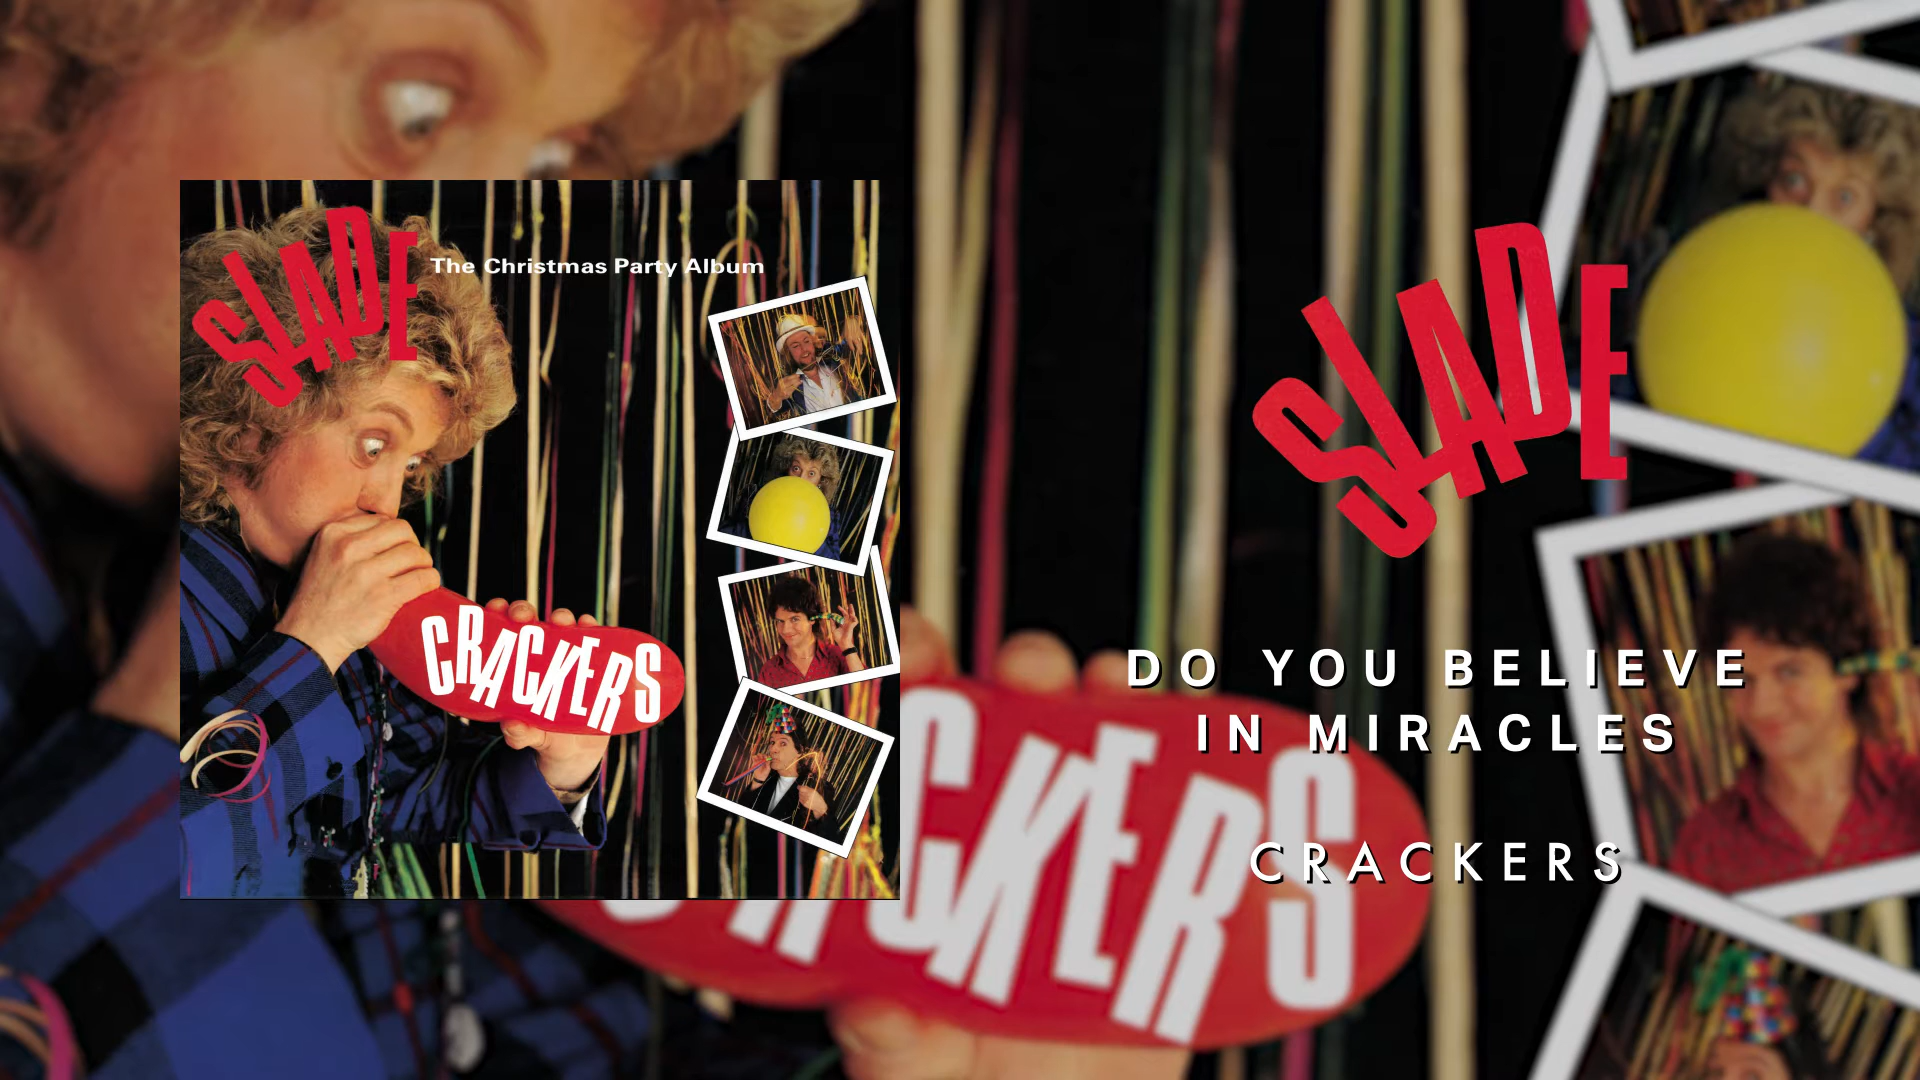 SLADE
The Christmas Party Album
CRACKERS
SLADE
DO YOU BELIEVE
IN MIRACLES
CRACKERS
CKERS